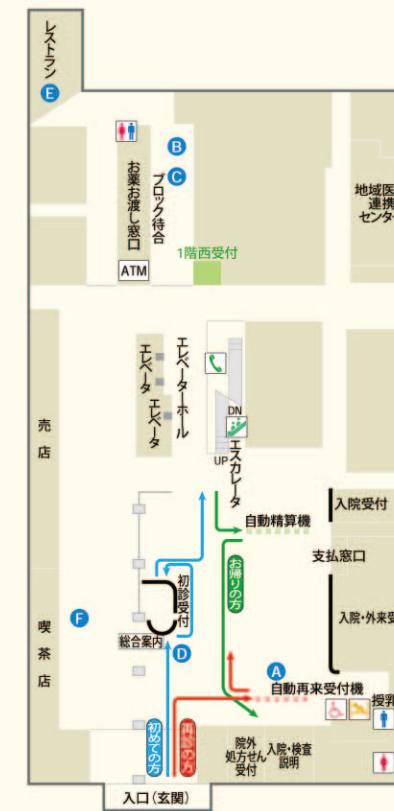 レストラン
E
B
C
お薬お渡し窓口
ブロック待合
地域医
連携
センタ
1階西受付
ATM
エレベータ
エレベータ
エレベーターホール
DN
UP
エスカレータ
売店
自動精算機
入院受付
お帰りの方
支払窓口
初診受付
入院・外来受
F
喫茶店
総合案内
D
A
自動再来受付機
授乳
初めての方
再診の方
院外
処方せん
受付
入院・検査
説明
入口(玄関)